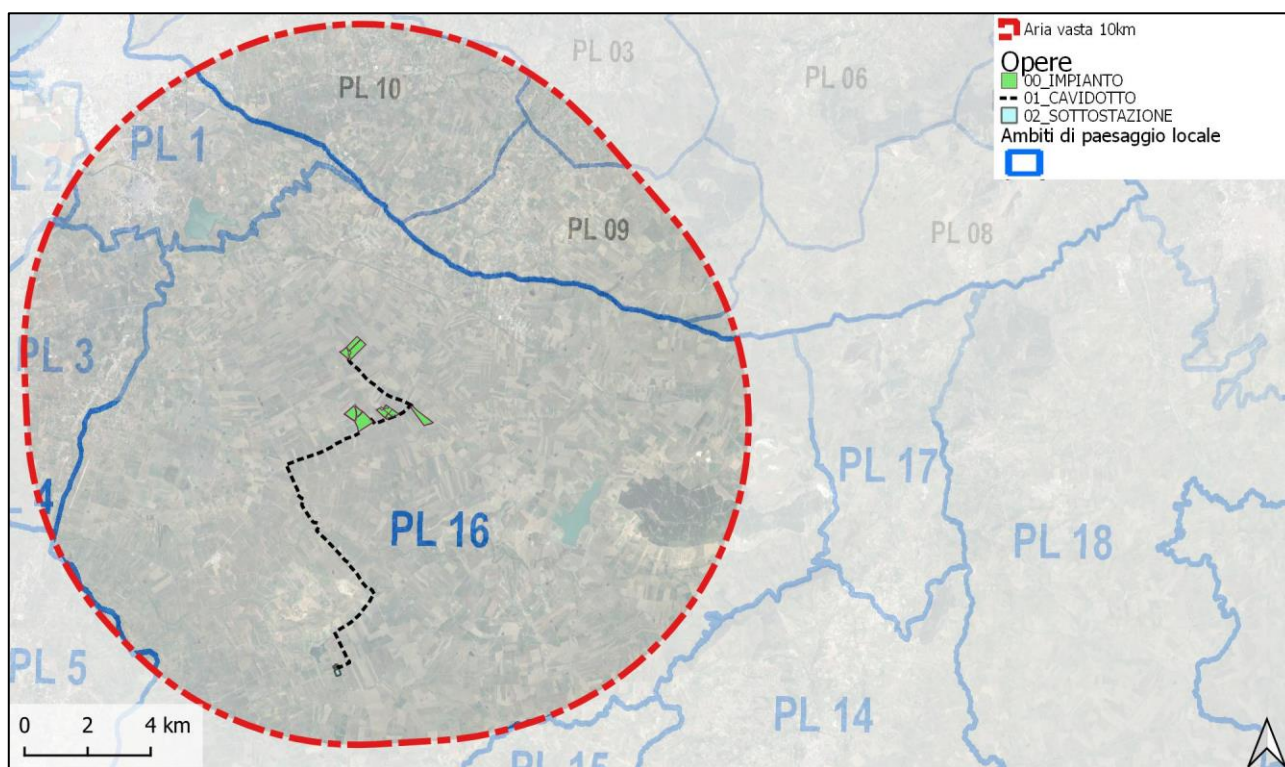 Aria vasta 10km
Opere
00_IMPIANTO
01_CAVIDOTTO
02_SOTTOSTAZIONE
Ambiti di paesaggio locale
PL 03
PL 06
PL 10
PL 1
L 2
PL 09
PL 08
PL 3
PL 17
4
PL 16
PL 18
PL 5
PL 14
PL 15
0 2 4 km